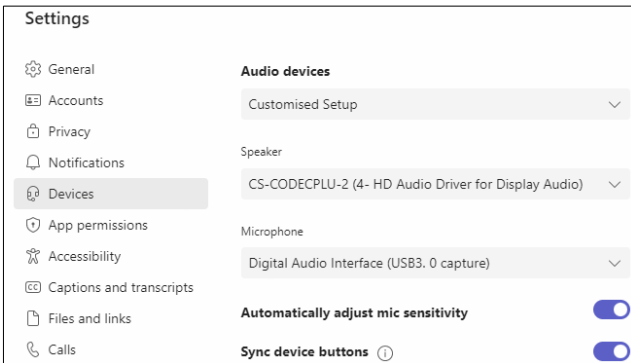 Settings
General
Accounts
Privacy
Notifications
Devices
App permissions
Accessibility
CC Captions and transcripts
Files and links
Calls
Audio devices
Customised Setup
Speaker
CS-CODECPLU-2 (4- HD Audio Driver for Display Audio)
Microphone
Digital Audio Interface (USB3. 0 capture)
Automatically adjust mic sensitivity
Sync device buttons